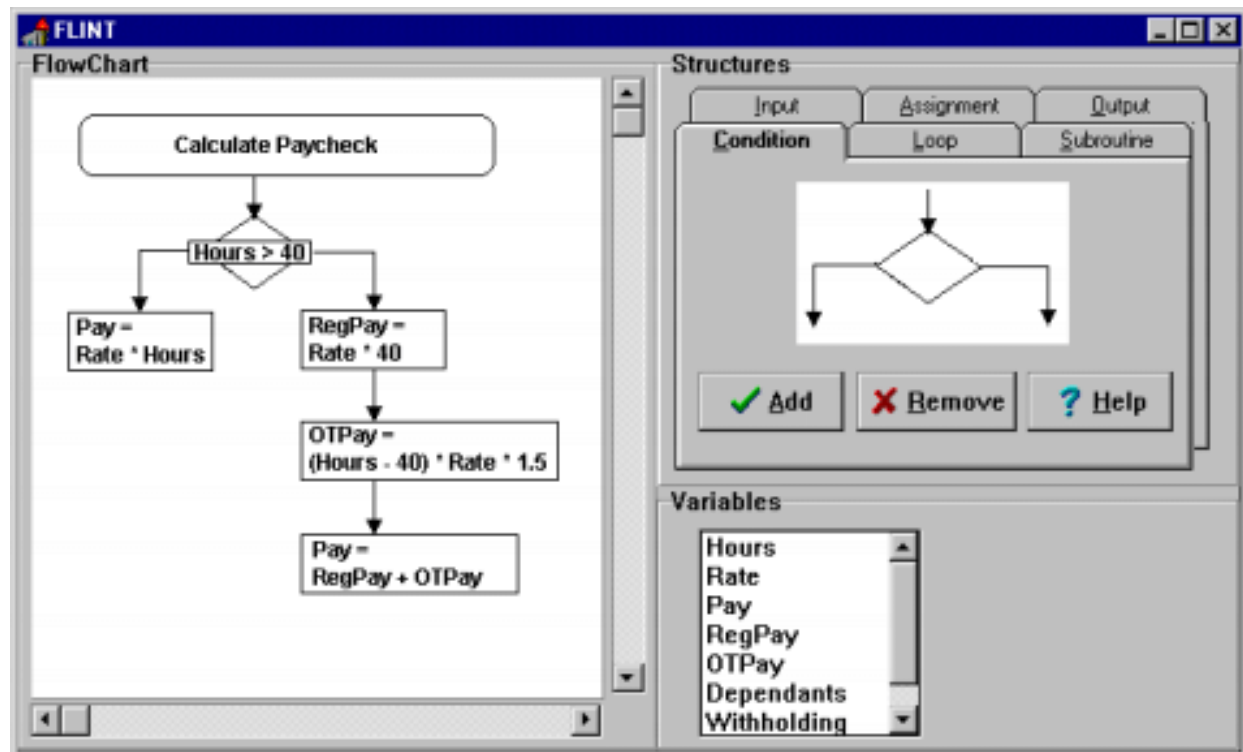 FLINT
FlowChart
Calculate Paycheck
Hours > 40
Pay =
Rate * Hours
RegPay =
Rate * 40
OTPay =
(Hours - 40) * Rate * 1.5
Pay =
RegPay + OTPay
Structures
Input
Assignment
Output
Condition
Loop
Subroutine
Add
Remove
? Help
Variables
Hours
Rate
Pay
RegPay
OTPay
Dependants
Withholding